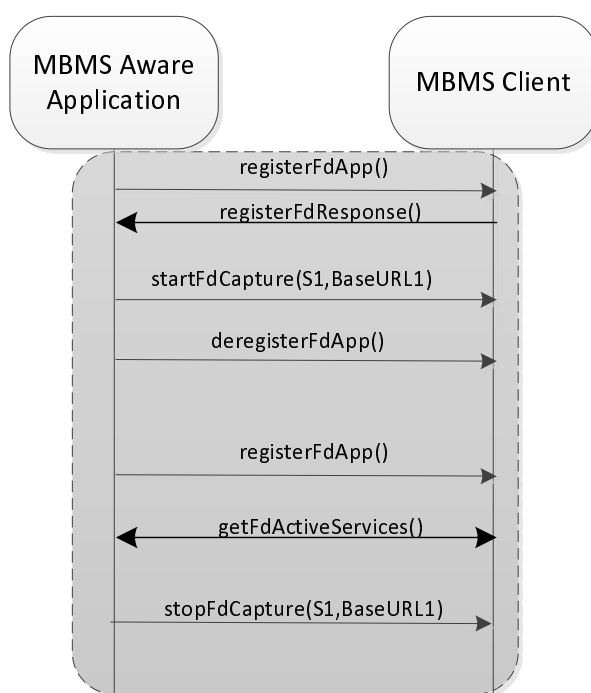 MBMS Aware
Application
MBMS Client
registerFdApp()
registerFdResponse()
startFdCapture(S1,BaseURL1)
deregisterFdApp()
registerFdApp()
getFdActiveServices()
stopFdCapture(S1,BaseURL1)